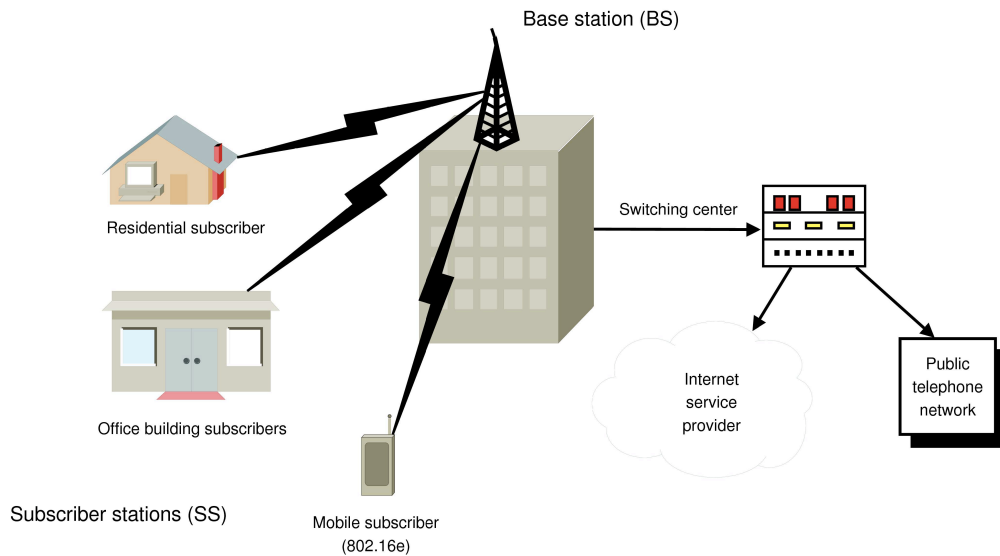 Base station (BS)
Residential subscriber
Switching center
Office building subscribers
Internet
service
provider
Public
telephone
network
Subscriber stations (SS)
Mobile subscriber
(802.16e)